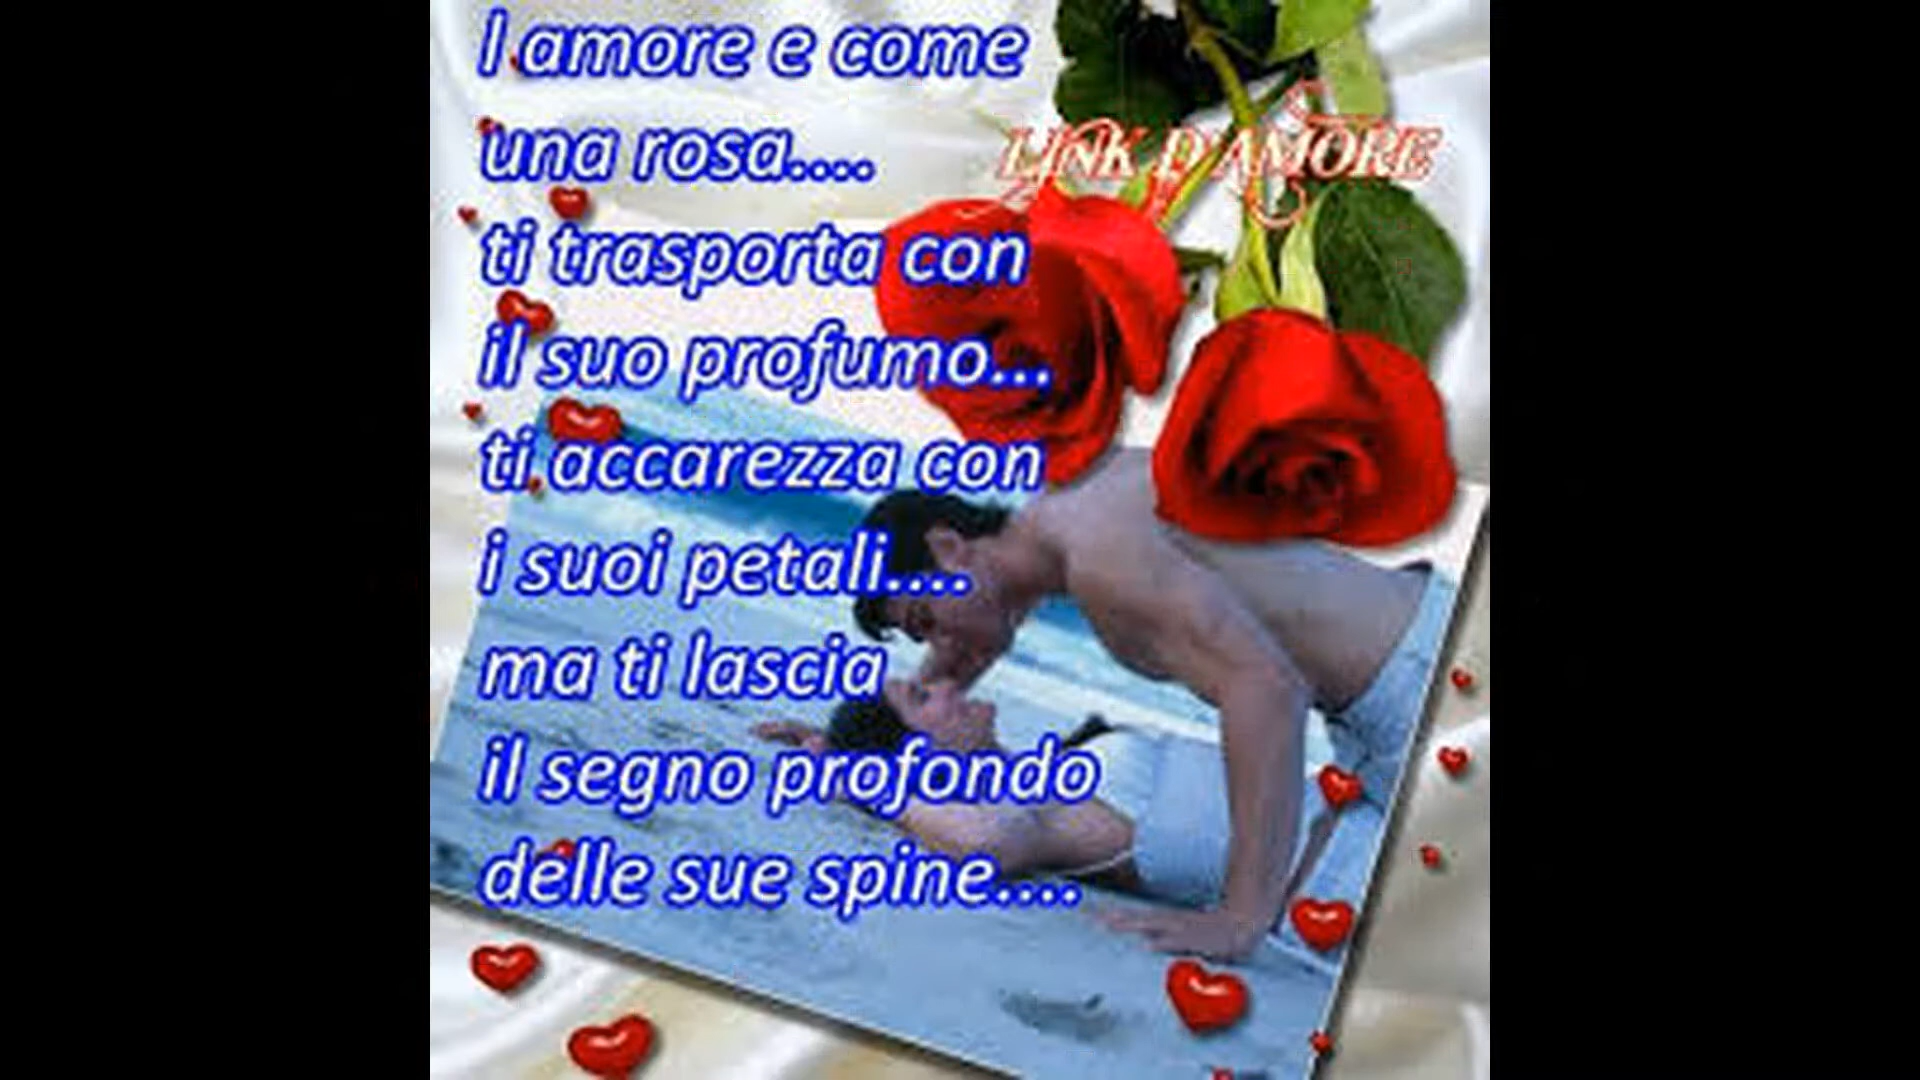 l amore e come
una rosa....
LINK D'AMORE
ti trasporta con
il suo profumo...
ti accarezza con
i suoi petali....
ma ti lascia
il segno profondo
delle sue spine....